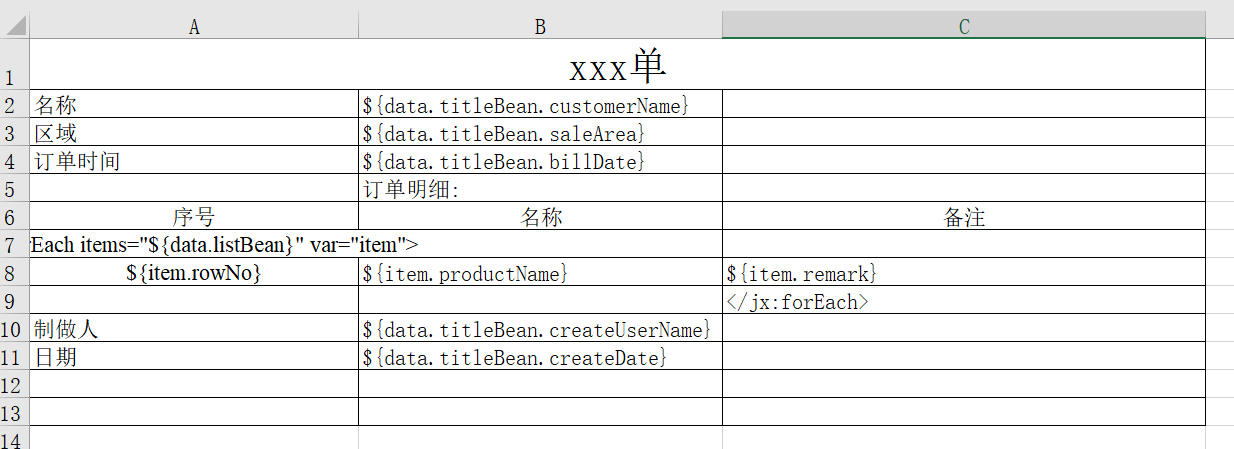 A B C
1 xxx单
2 名称 ${data.titleBean.customerName}
3 区域 ${data.titleBean.saleArea}
4 订单时间 ${data.titleBean.billDate}
5 订单明细:
6 序号 名称 备注
7 Each items="${data.listBean}" var="item">
8 ${item.rowNo} ${item.productName} ${item.remark}
9 </jx:forEach>
10 制做人 ${data.titleBean.createUserName}
11 日期 ${data.titleBean.createDate}
12
13
14